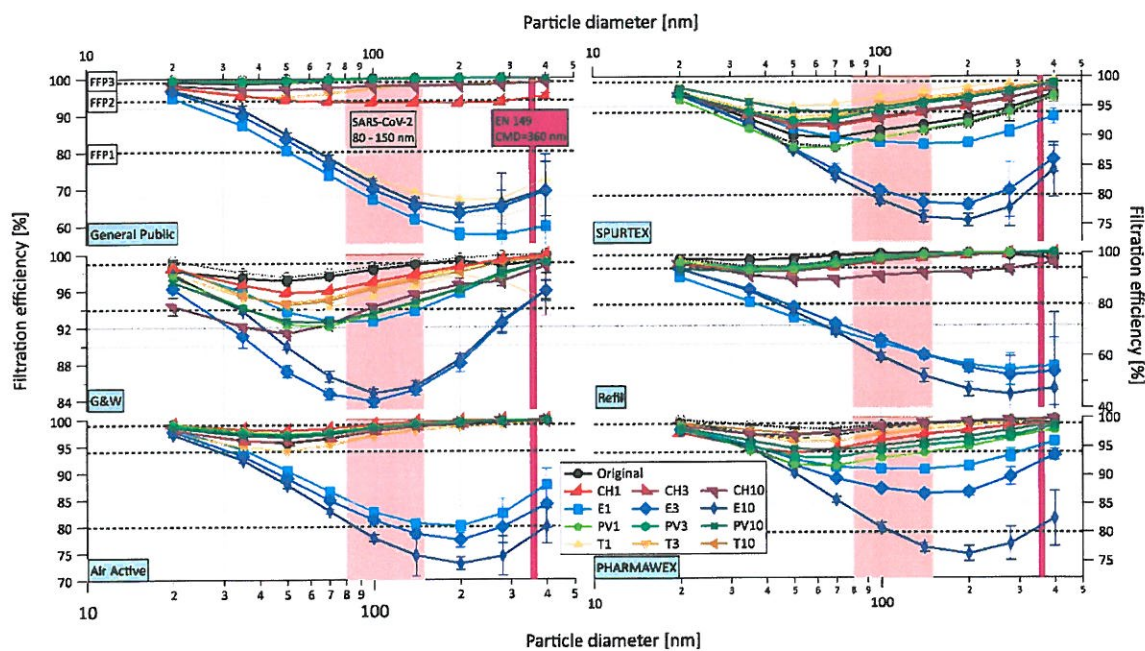 Particle diameter [nm]
10 100
2 3 4 5 6 7 8 9 2 3 4 5
10 100
2 3 4 5 6 7 8 9 2 3 4 5
100
90
80
70
60
FFP3
FFP2
FFP1
SARS-CoV-2
80 - 150 nm
EN 149
CMD=360 nm
General Public
100
95
90
85
80
75
SPURTEX
Filtration efficiency [%]
100
96
92
88
84
G&W
100
80
60
40
Refil
Filtration efficiency [%]
100
95
90
85
80
75
70
Air Active
Original
CH1 CH3 CH10
E1 E3 E10
PV1 PV3 PV10
T1 T3 T10
100
95
90
85
80
75
PHARMAWEX
2 3 4 5 6 7 8 9 2 3 4 5
10 100
2 3 4 5 6 7 8 9 2 3 4 5
10 100
Particle diameter [nm]